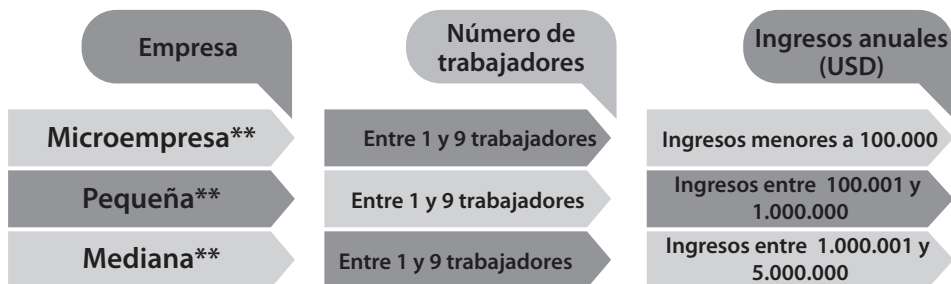 Empresa
Número de
trabajadores
Ingresos anuales
(USD)
Microempresa**
Entre 1 y 9 trabajadores
Ingresos menores a 100.000
Pequeña**
Entre 1 y 9 trabajadores
Ingresos entre 100.001 y
1.000.000
Mediana**
Entre 1 y 9 trabajadores
Ingresos entre 1.000.001 y
5.000.000